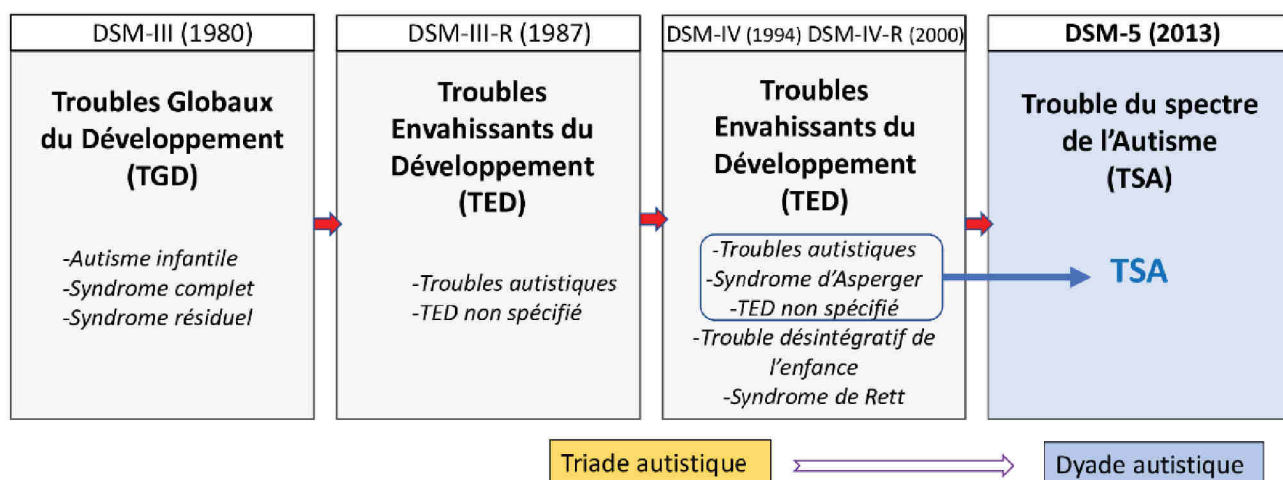 DSM-III (1980)
Troubles Globaux
du Développement
(TGD)
-Autisme infantile
-Syndrome complet
-Syndrome résiduel
DSM-III-R (1987)
Troubles
Envahissants du
Développement
(TED)
-Troubles autistiques
-TED non spécifié
DSM-IV (1994) DSM-IV-R (2000)
Troubles
Envahissants du
Développement
(TED)
-Troubles autistiques
-Syndrome d’Asperger
-TED non spécifié
-Trouble désintégratif de
l’enfance
-Syndrome de Rett
DSM-5 (2013)
Trouble du spectre
de l’Autisme
(TSA)
TSA
Triade autistique
Dyade autistique